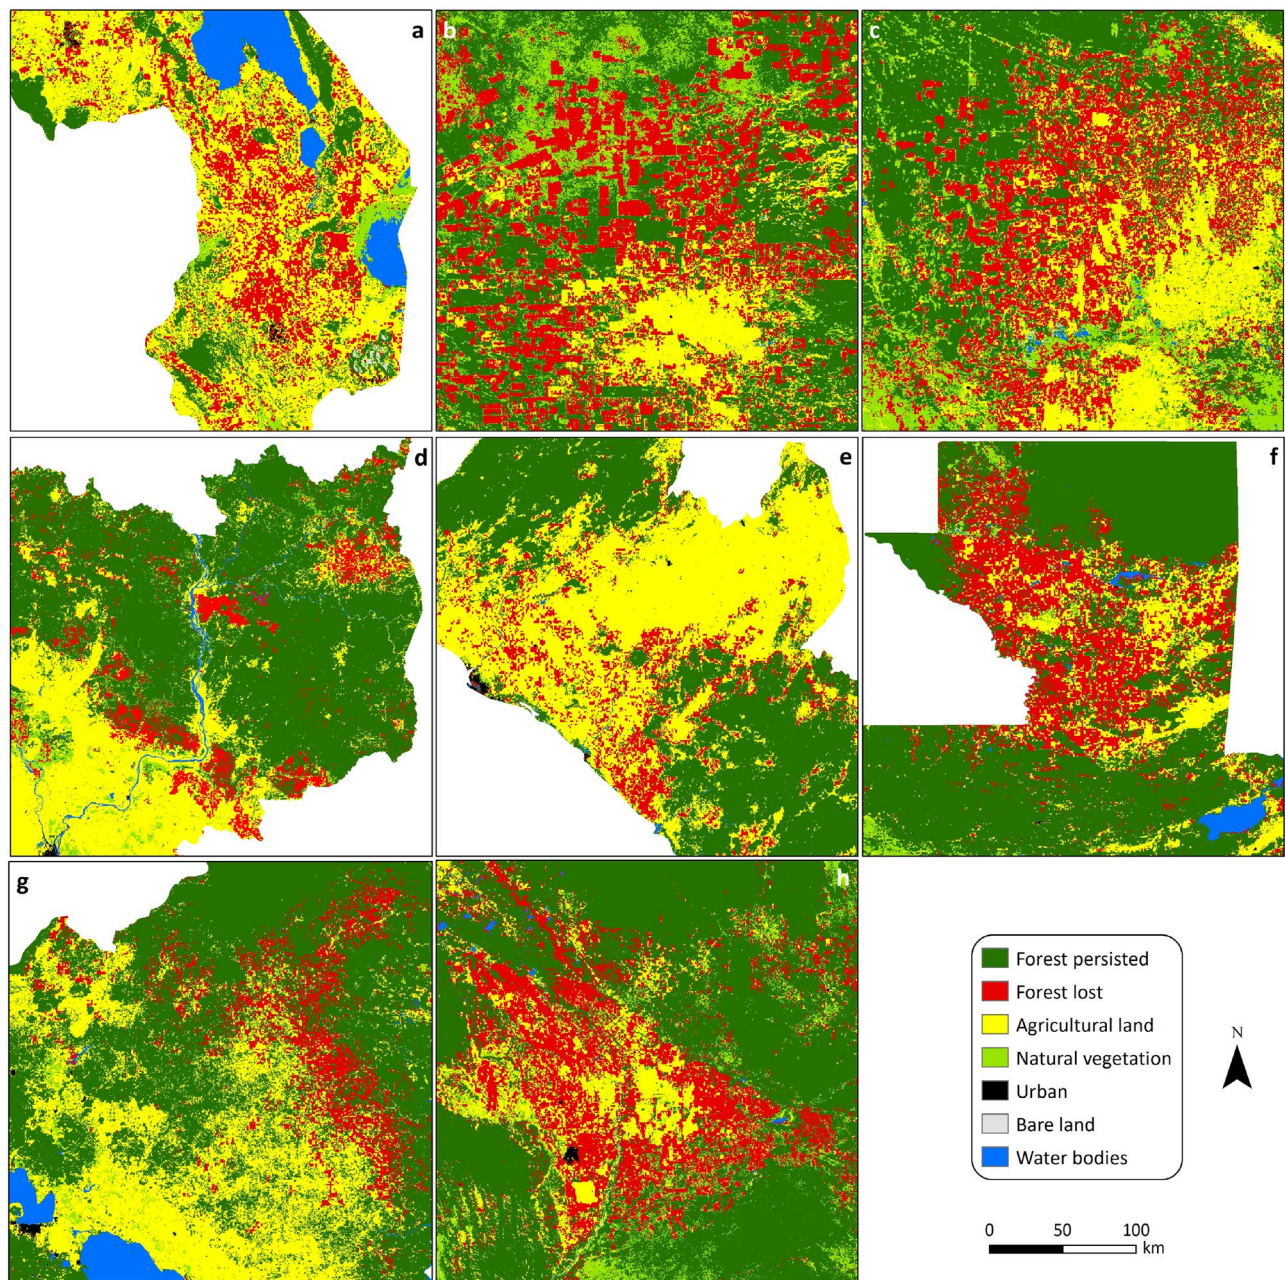 a
b
c
d
e
f
g
h
Forest persisted
Forest lost
Agricultural land
Natural vegetation
Urban
Bare land
Water bodies
N
0 50 100
km